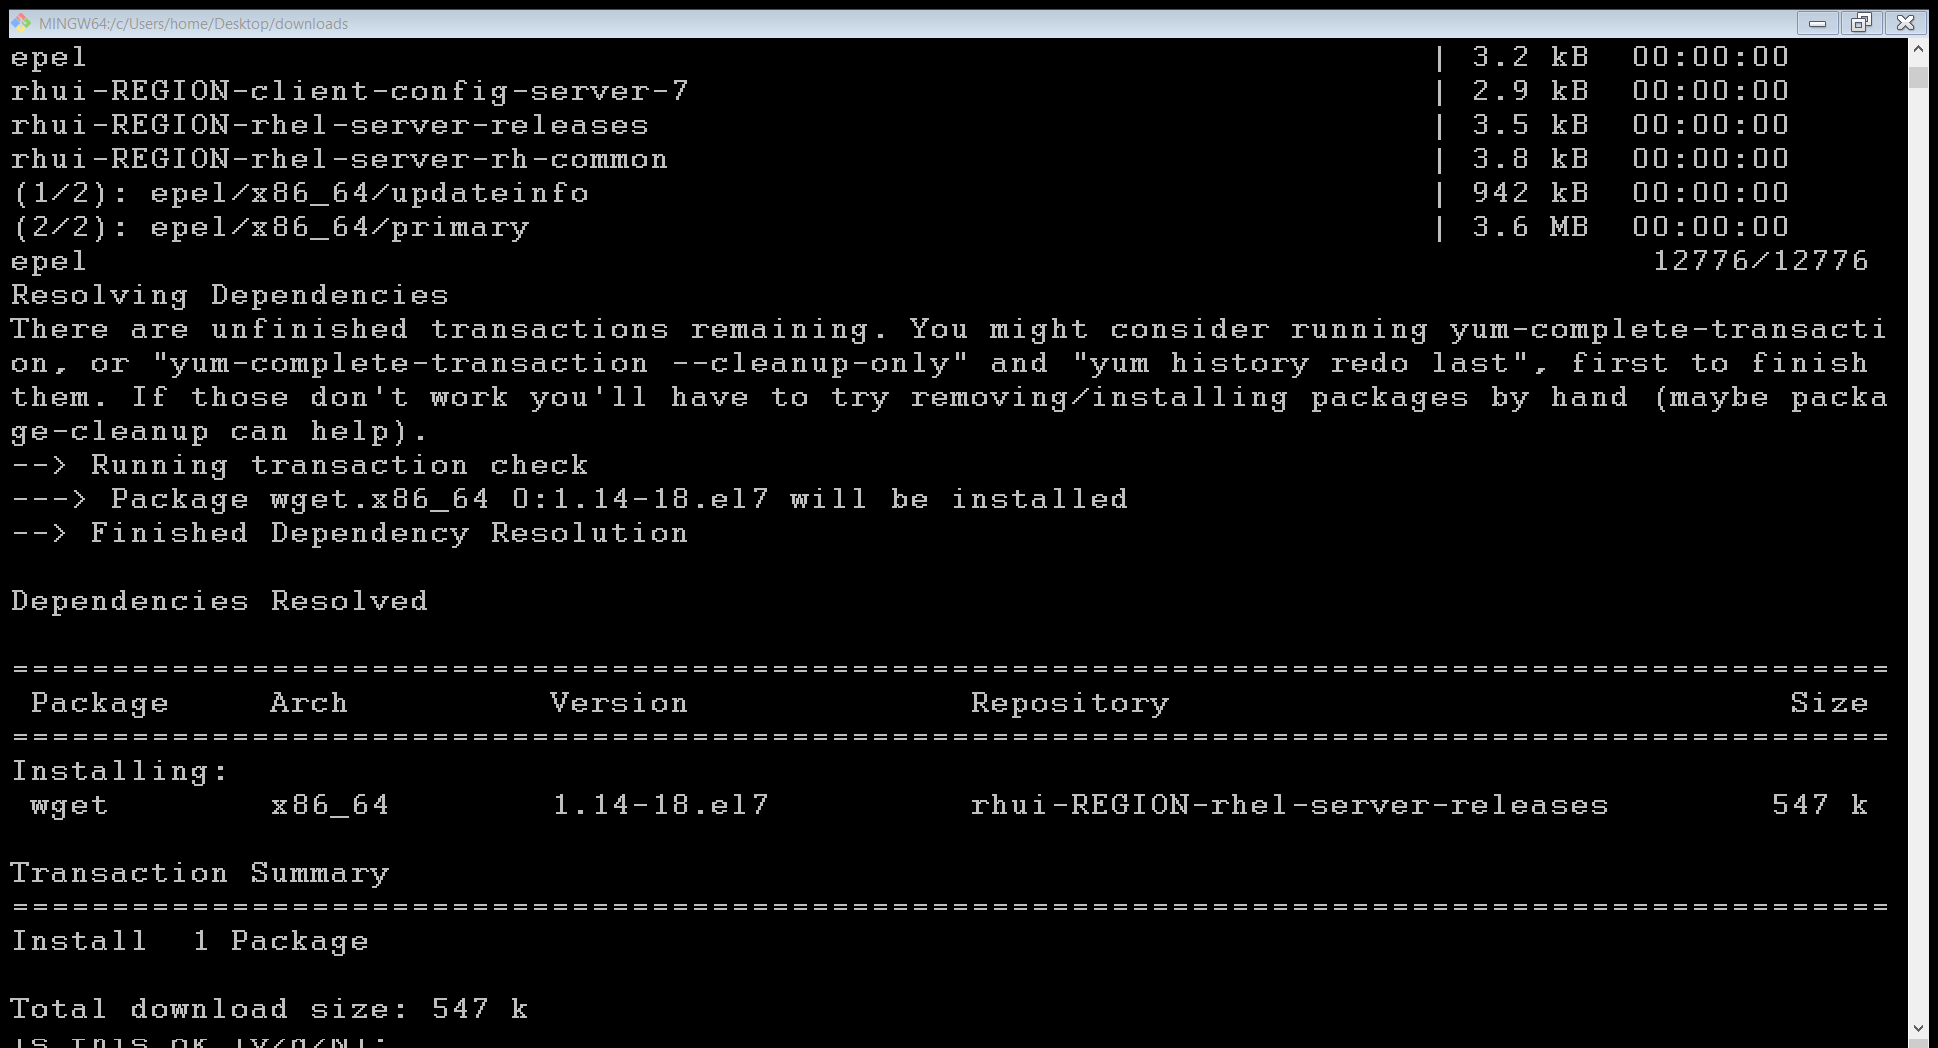 MINGW64:/c/Users/home/Desktop/downloads
epel | 3.2 kB 00:00:00
rhui-REGION-client-config-server-7 | 2.9 kB 00:00:00
rhui-REGION-rhel-server-releases | 3.5 kB 00:00:00
rhui-REGION-rhel-server-rh-common | 3.8 kB 00:00:00
(1/2): epel/x86_64/updateinfo | 942 kB 00:00:00
(2/2): epel/x86_64/primary | 3.6 MB 00:00:00
epel 12776/12776
Resolving Dependencies
There are unfinished transactions remaining. You might consider running yum-complete-transacti
on, or "yum-complete-transaction --cleanup-only" and "yum history redo last", first to finish
them. If those don't work you'll have to try removing/installing packages by hand (maybe packa
ge-cleanup can help).
--> Running transaction check
---> Package wget.x86_64 0:1.14-18.el7 will be installed
--> Finished Dependency Resolution
Dependencies Resolved
==============================================================================================
Package Arch Version Repository Size
==============================================================================================
Installing:
wget x86_64 1.14-18.el7 rhui-REGION-rhel-server-releases 547 k
Transaction Summary
==============================================================================================
Install 1 Package
Total download size: 547 k
Is this ok [y/d/N]: